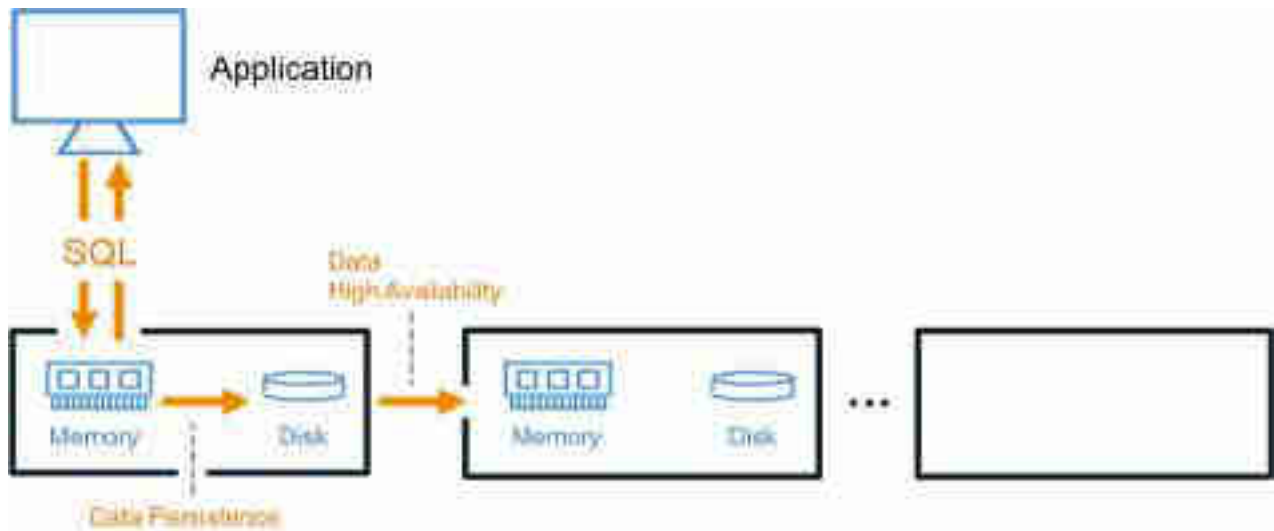 Application
SQL
Data
High Availability
Memory
Disk
Memory
Disk
...
Data Persistence